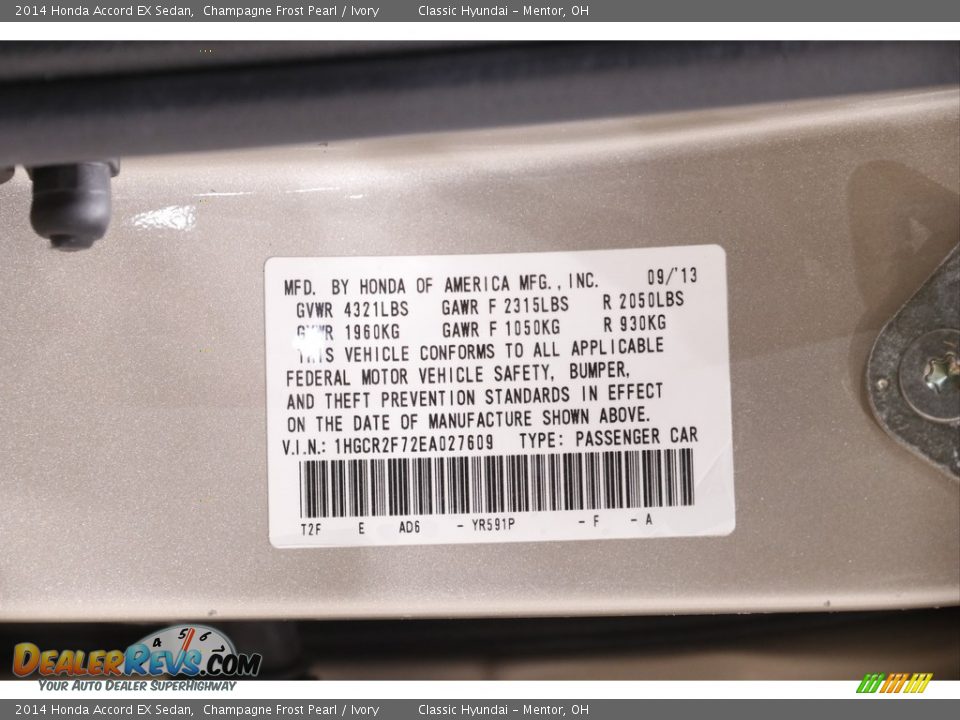 2014 Honda Accord EX Sedan, Champagne Frost Pearl / Ivory Classic Hyundai - Mentor, OH
MFD. BY HONDA OF AMERICA MFG., INC. 09/'13
GVWR 4321LBS GAWR F 2315LBS R 2050LBS
GVWR 1960KG GAWR F 1050KG R 930KG
THIS VEHICLE CONFORMS TO ALL APPLICABLE
FEDERAL MOTOR VEHICLE SAFETY, BUMPER,
AND THEFT PREVENTION STANDARDS IN EFFECT
ON THE DATE OF MANUFACTURE SHOWN ABOVE.
V.I.N.: 1HGCR2F72EA027609 TYPE: PASSENGER CAR
T2F E AD6 - YR591P - F - A
4 5 6
DEALERREVS.COM
YOUR AUTO DEALER SUPERHIGHWAY
2014 Honda Accord EX Sedan, Champagne Frost Pearl / Ivory Classic Hyundai - Mentor, OH